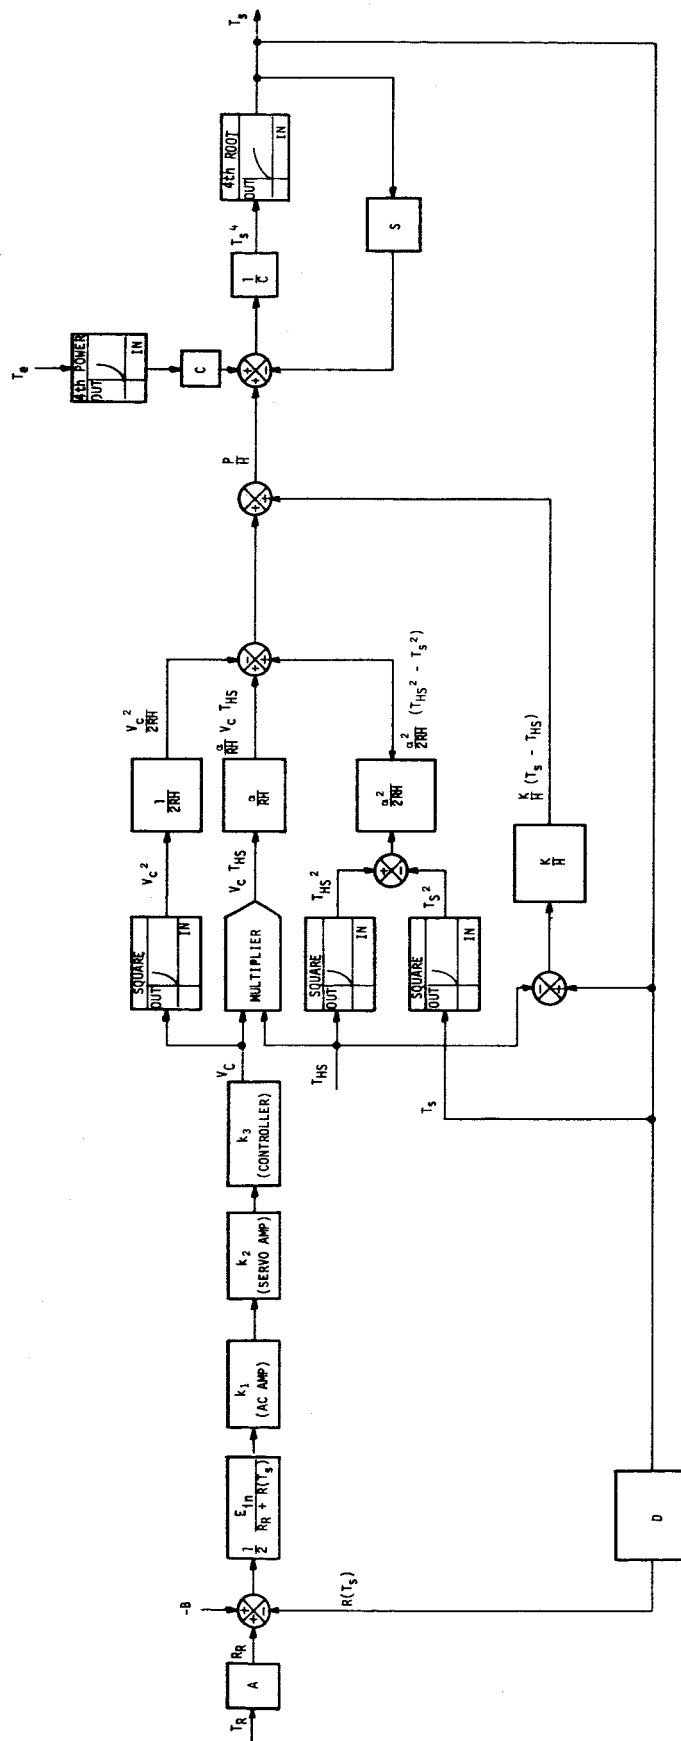 T_R
A
R_R
-B
+ + -
R(T_s)
1/2 E_in / (R_R + R(T_s))
k_1
(AC AMP)
k_2
(SERVO AMP)
k_3
(CONTROLLER)
V_C
SQUARE
OUT
IN
V_C^2
1/2RH
V_C^2/2RH
MULTIPLIER
V_C T_HS
α/RH
α/RH V_C T_HS
T_HS
SQUARE
OUT
IN
T_HS^2
T_s
SQUARE
OUT
IN
T_S^2
+ -
α^2/2RH
α^2/2RH (T_HS^2 - T_S^2)
- + +
- +
K/H
K/H (T_s - T_HS)
+ +
P/H
T_e
4th POWER
OUT
IN
C
+ + -
1/C
T_s^4
4th ROOT
OUT
IN
T_s
S
D